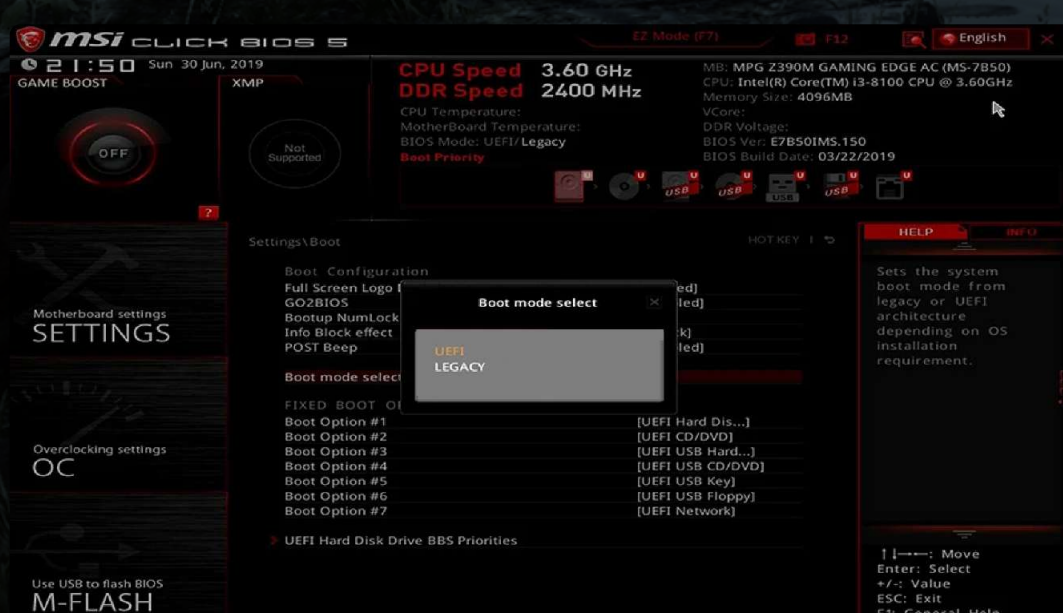 msi CLICK BIOS 5
EZ Mode (F7)
F12
English
21:50 Sun 30 Jun, 2019
GAME BOOST
XMP
OFF
Not
Supported
?
CPU Speed 3.60 GHz
DDR Speed 2400 MHz
CPU Temperature:
MotherBoard Temperature:
BIOS Mode: UEFI/Legacy
Boot Priority
MB: MPG Z390M GAMING EDGE AC (MS-7B50)
CPU: Intel(R) Core(TM) i3-8100 CPU @ 3.60GHz
Memory Size: 4096MB
VCore:
DDR Voltage:
BIOS Ver: E7B50IMS.150
BIOS Build Date: 03/22/2019
U U U U U U U
USB USB USB USB
Motherboard settings
SETTINGS
Overclocking settings
OC
Use USB to flash BIOS
M-FLASH
Settings\Boot
HOT KEY
Boot Configuration
Full Screen Logo
GO2BIOS
Bootup NumLock
Info Block effect
POST Beep
Boot mode select
FIXED BOOT
Boot mode select
UEFI
LEGACY
Boot Option #1 [UEFI Hard Dis...]
Boot Option #2 [UEFI CD/DVD]
Boot Option #3 [UEFI USB Hard...]
Boot Option #4 [UEFI USB CD/DVD]
Boot Option #5 [UEFI USB Key]
Boot Option #6 [UEFI USB Floppy]
Boot Option #7 [UEFI Network]
UEFI Hard Disk Drive BBS Priorities
HELP
INFO
Sets the system
boot mode from
legacy or UEFI
architecture
depending on OS
installation
requirement.
↑↓→←: Move
Enter: Select
+/-: Value
ESC: Exit
F1: General Help